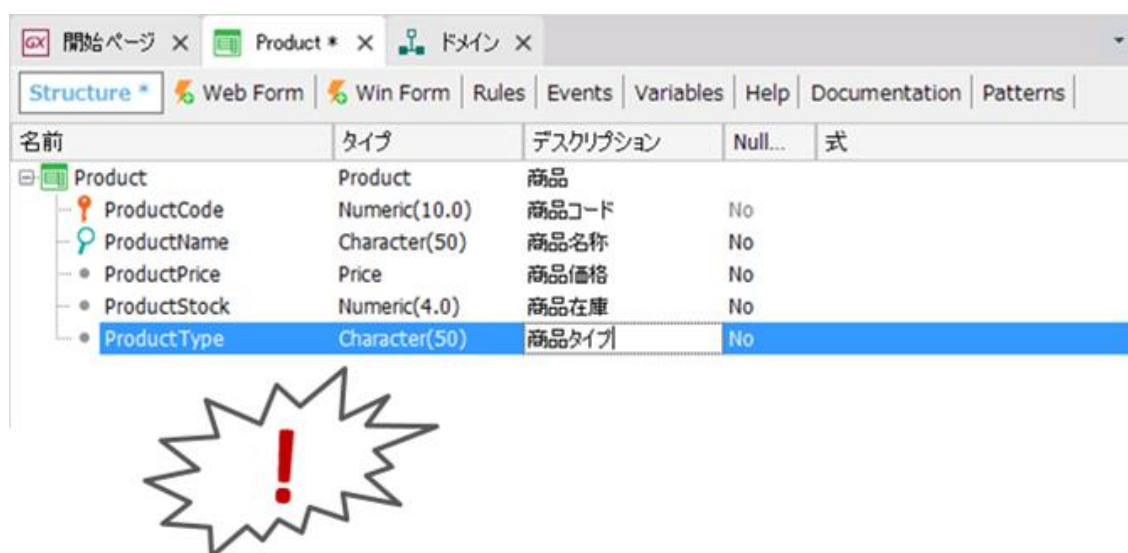 GX 開始ページ × Product * × ドメイン ×
Structure * Web Form Win Form Rules Events Variables Help Documentation Patterns
名前 タイプ デスクリプション Null... 式
Product Product 商品
ProductCode Numeric(10.0) 商品コード No
ProductName Character(50) 商品名称 No
ProductPrice Price 商品価格 No
ProductStock Numeric(4.0) 商品在庫 No
ProductType Character(50) 商品タイプ No
!